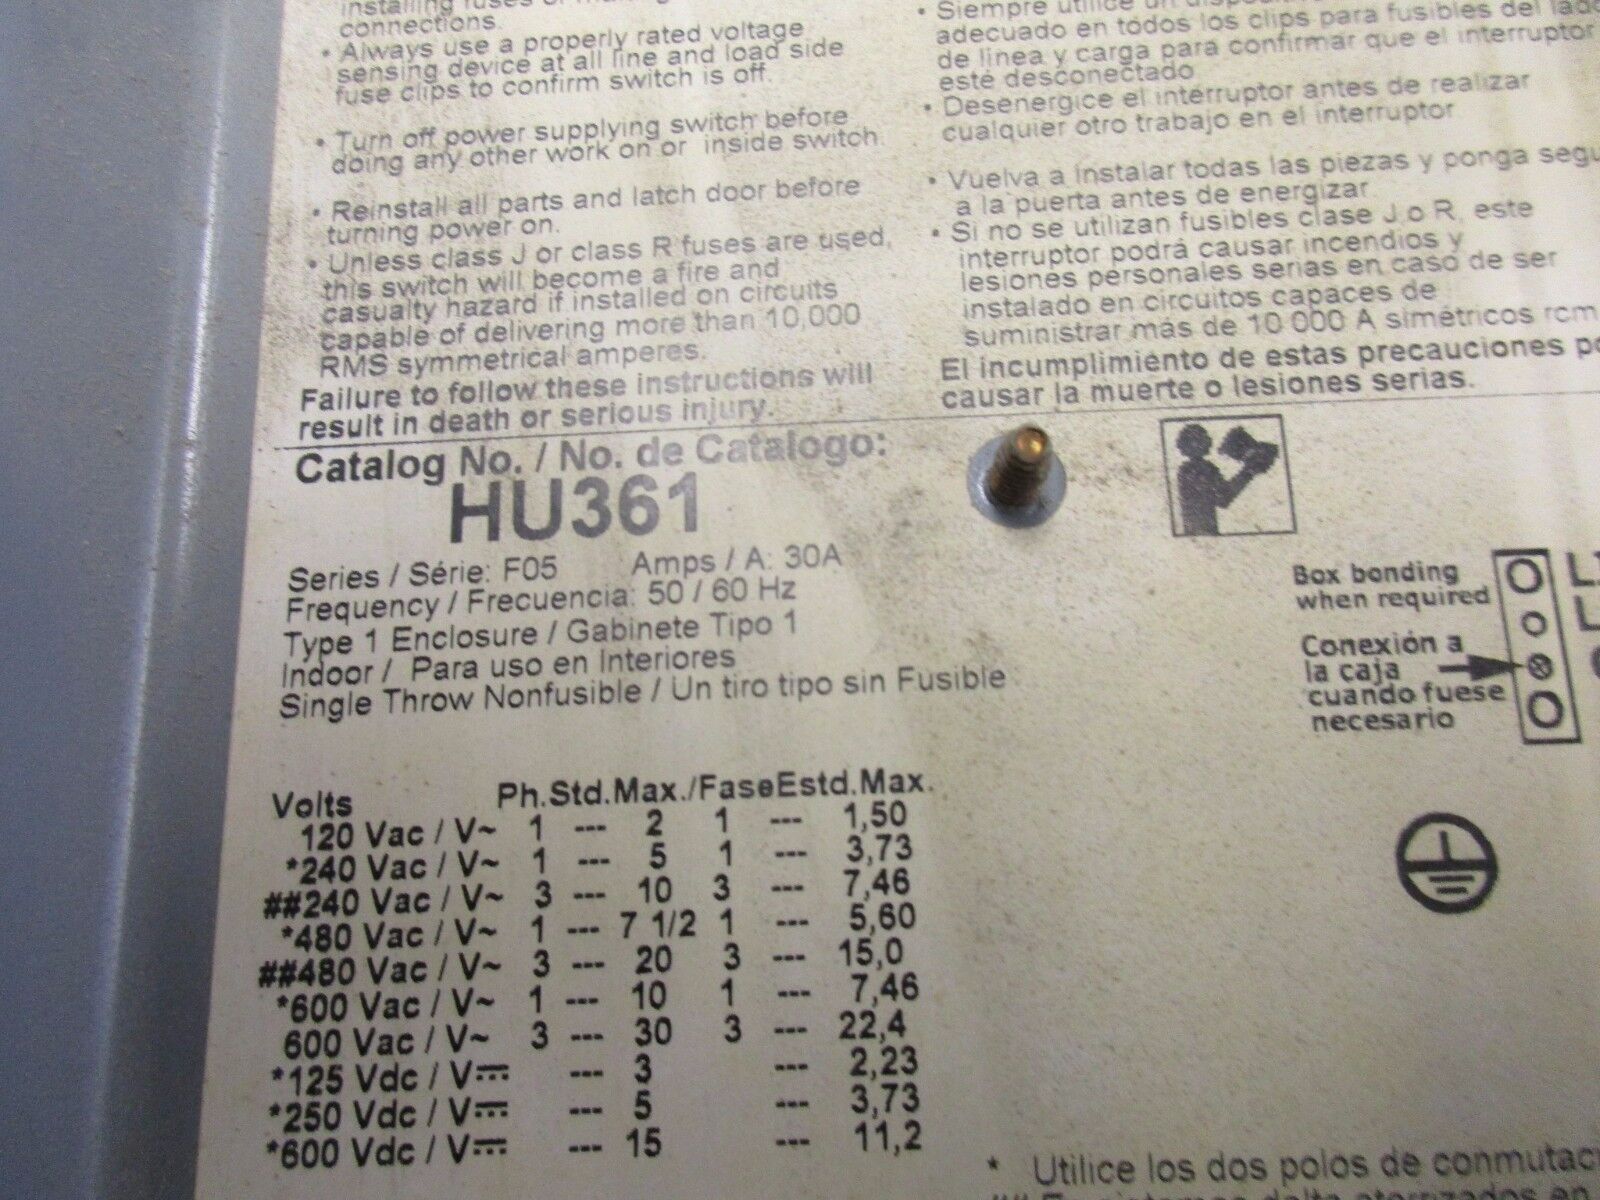 installing fuses or making
connections.
• Always use a properly rated voltage
sensing device at all line and load side
fuse clips to confirm switch is off.
• Turn off power supplying switch before
doing any other work on or inside switch.
• Reinstall all parts and latch door before
turning power on.
• Unless class J or class R fuses are used,
this switch will become a fire and
casualty hazard if installed on circuits
capable of delivering more than 10,000
RMS symmetrical amperes.
Failure to follow these instructions will
result in death or serious injury.
• Siempre utilice un
adecuado en todos los clips para fusibles del lado
de línea y carga para confirmar que el interruptor
esté desconectado
• Desenergice el interruptor antes de realizar
cualquier otro trabajo en el interruptor
• Vuelva a instalar todas las piezas y ponga segu
a la puerta antes de energizar
• Si no se utilizan fusibles clase J o R, este
interruptor podrá causar incendios y
lesiones personales serias en caso de ser
instalado en circuitos capaces de
suministrar más de 10 000 A simétricos rcm
El incumplimiento de estas precauciones po
causar la muerte o lesiones serias.
Catalog No. / No. de Catalogo:
HU361
Series / Série: F05 Amps / A: 30A
Frequency / Frecuencia: 50 / 60 Hz
Type 1 Enclosure / Gabinete Tipo 1
Indoor / Para uso en Interiores
Single Throw Nonfusible / Un tiro tipo sin Fusible
Box bonding
when required
Conexión a
la caja
cuando fuese
necesario
Volts Ph.Std.Max./FaseEstd.Max.
120 Vac / V~ 1 --- 2 1 --- 1,50
*240 Vac / V~ 1 --- 5 1 --- 3,73
##240 Vac / V~ 3 --- 10 3 --- 7,46
*480 Vac / V~ 1 --- 7 1/2 1 --- 5,60
##480 Vac / V~ 3 --- 20 3 --- 15,0
*600 Vac / V~ 1 --- 10 1 --- 7,46
600 Vac / V~ 3 --- 30 3 --- 22,4
*125 Vdc / V⎓ --- 3 --- 2,23
*250 Vdc / V⎓ --- 5 --- 3,73
*600 Vdc / V⎓ --- 15 --- 11,2
* Utilice los dos polos de conmutac